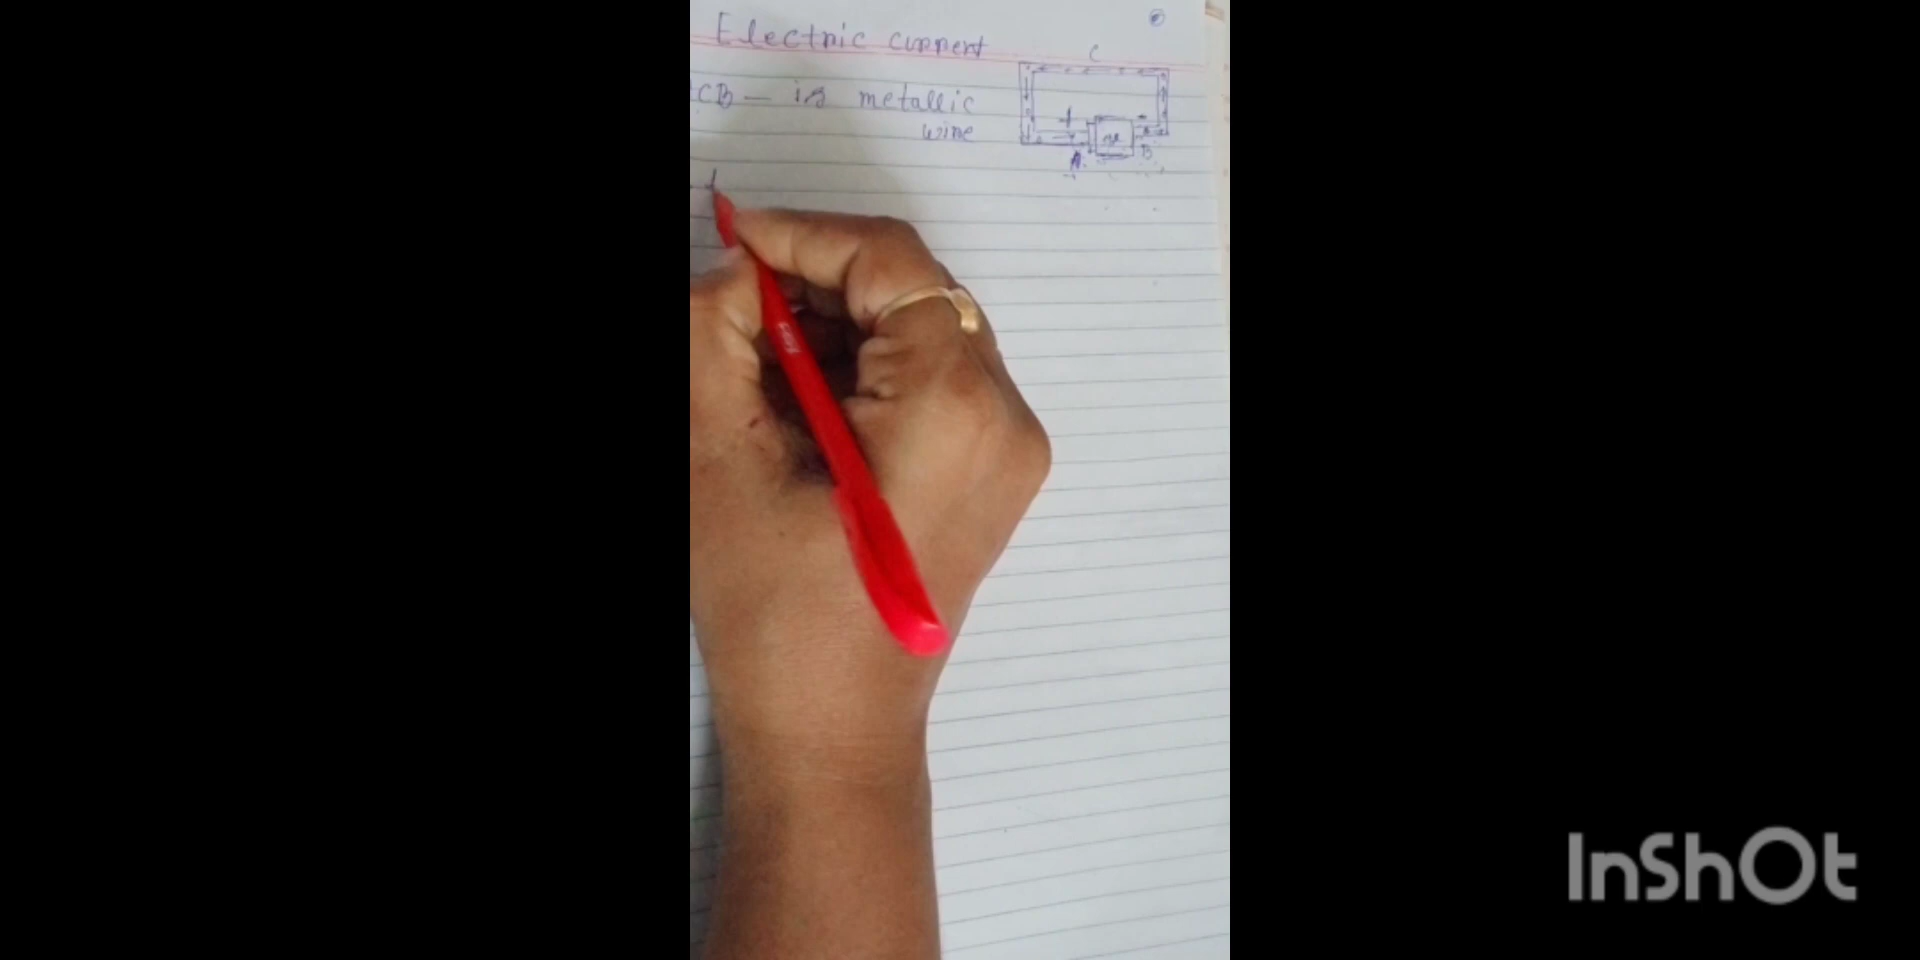 Electric current
CB — is metallic
wire
C
+
-
A
B
InShOt